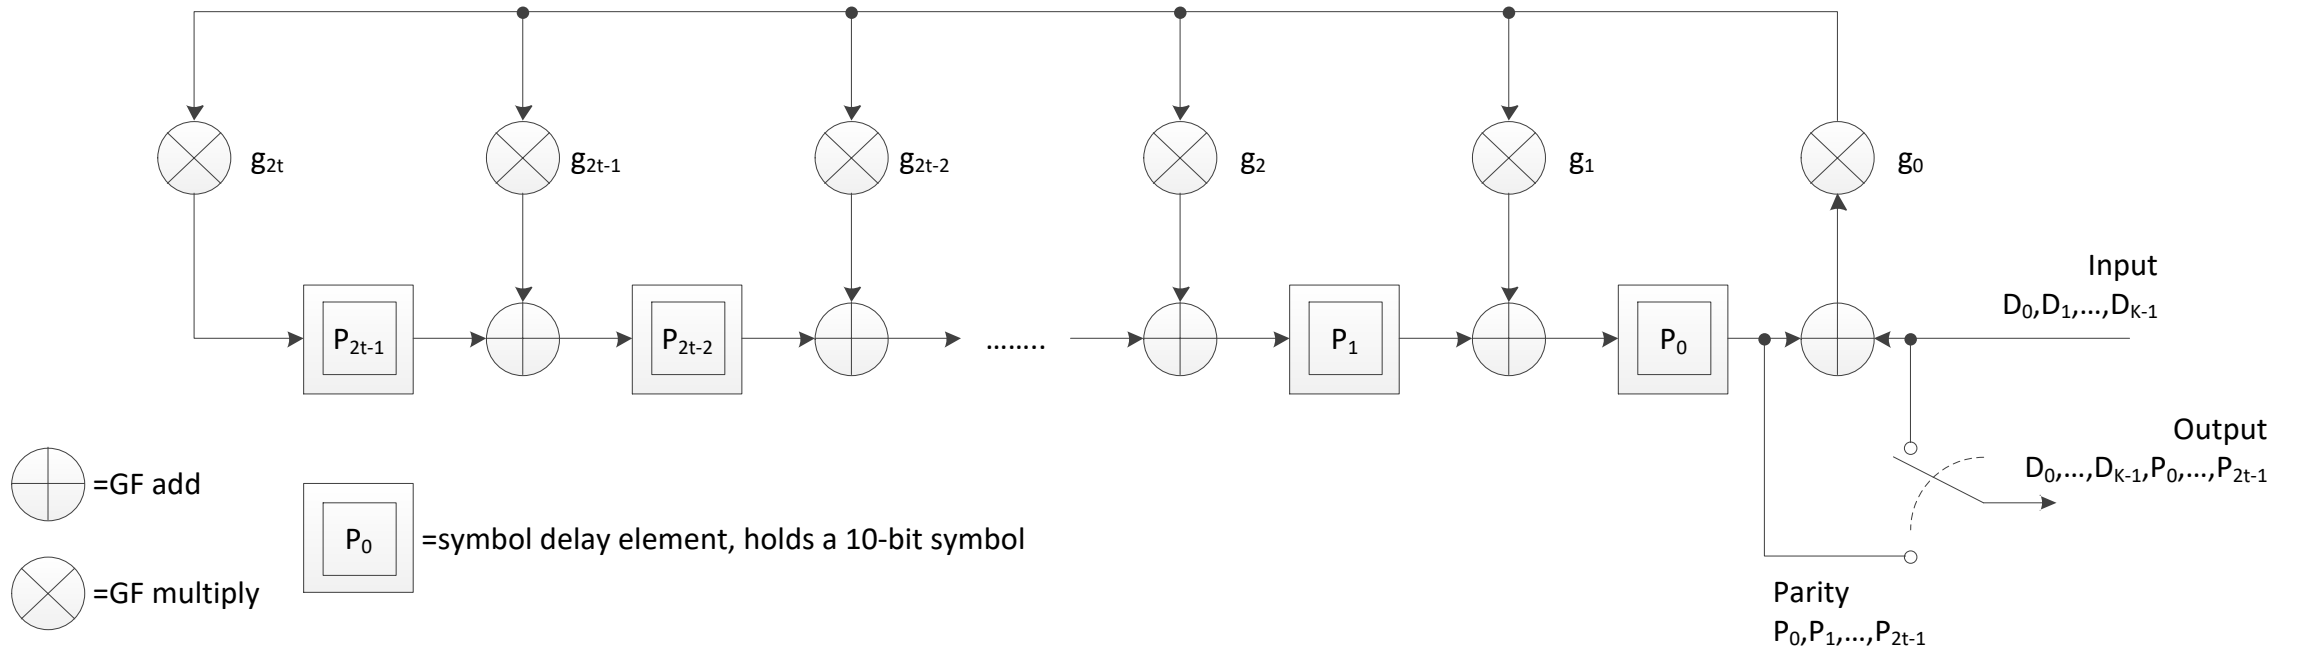 g2t
g2t-1
g2t-2
g2
g1
g0
P2t-1
P2t-2
........
P1
P0
Input
D0,D1,...,DK-1
Output
D0,...,DK-1,P0,...,P2t-1
=GF add
P0
=symbol delay element, holds a 10-bit symbol
=GF multiply
Parity
P0,P1,...,P2t-1